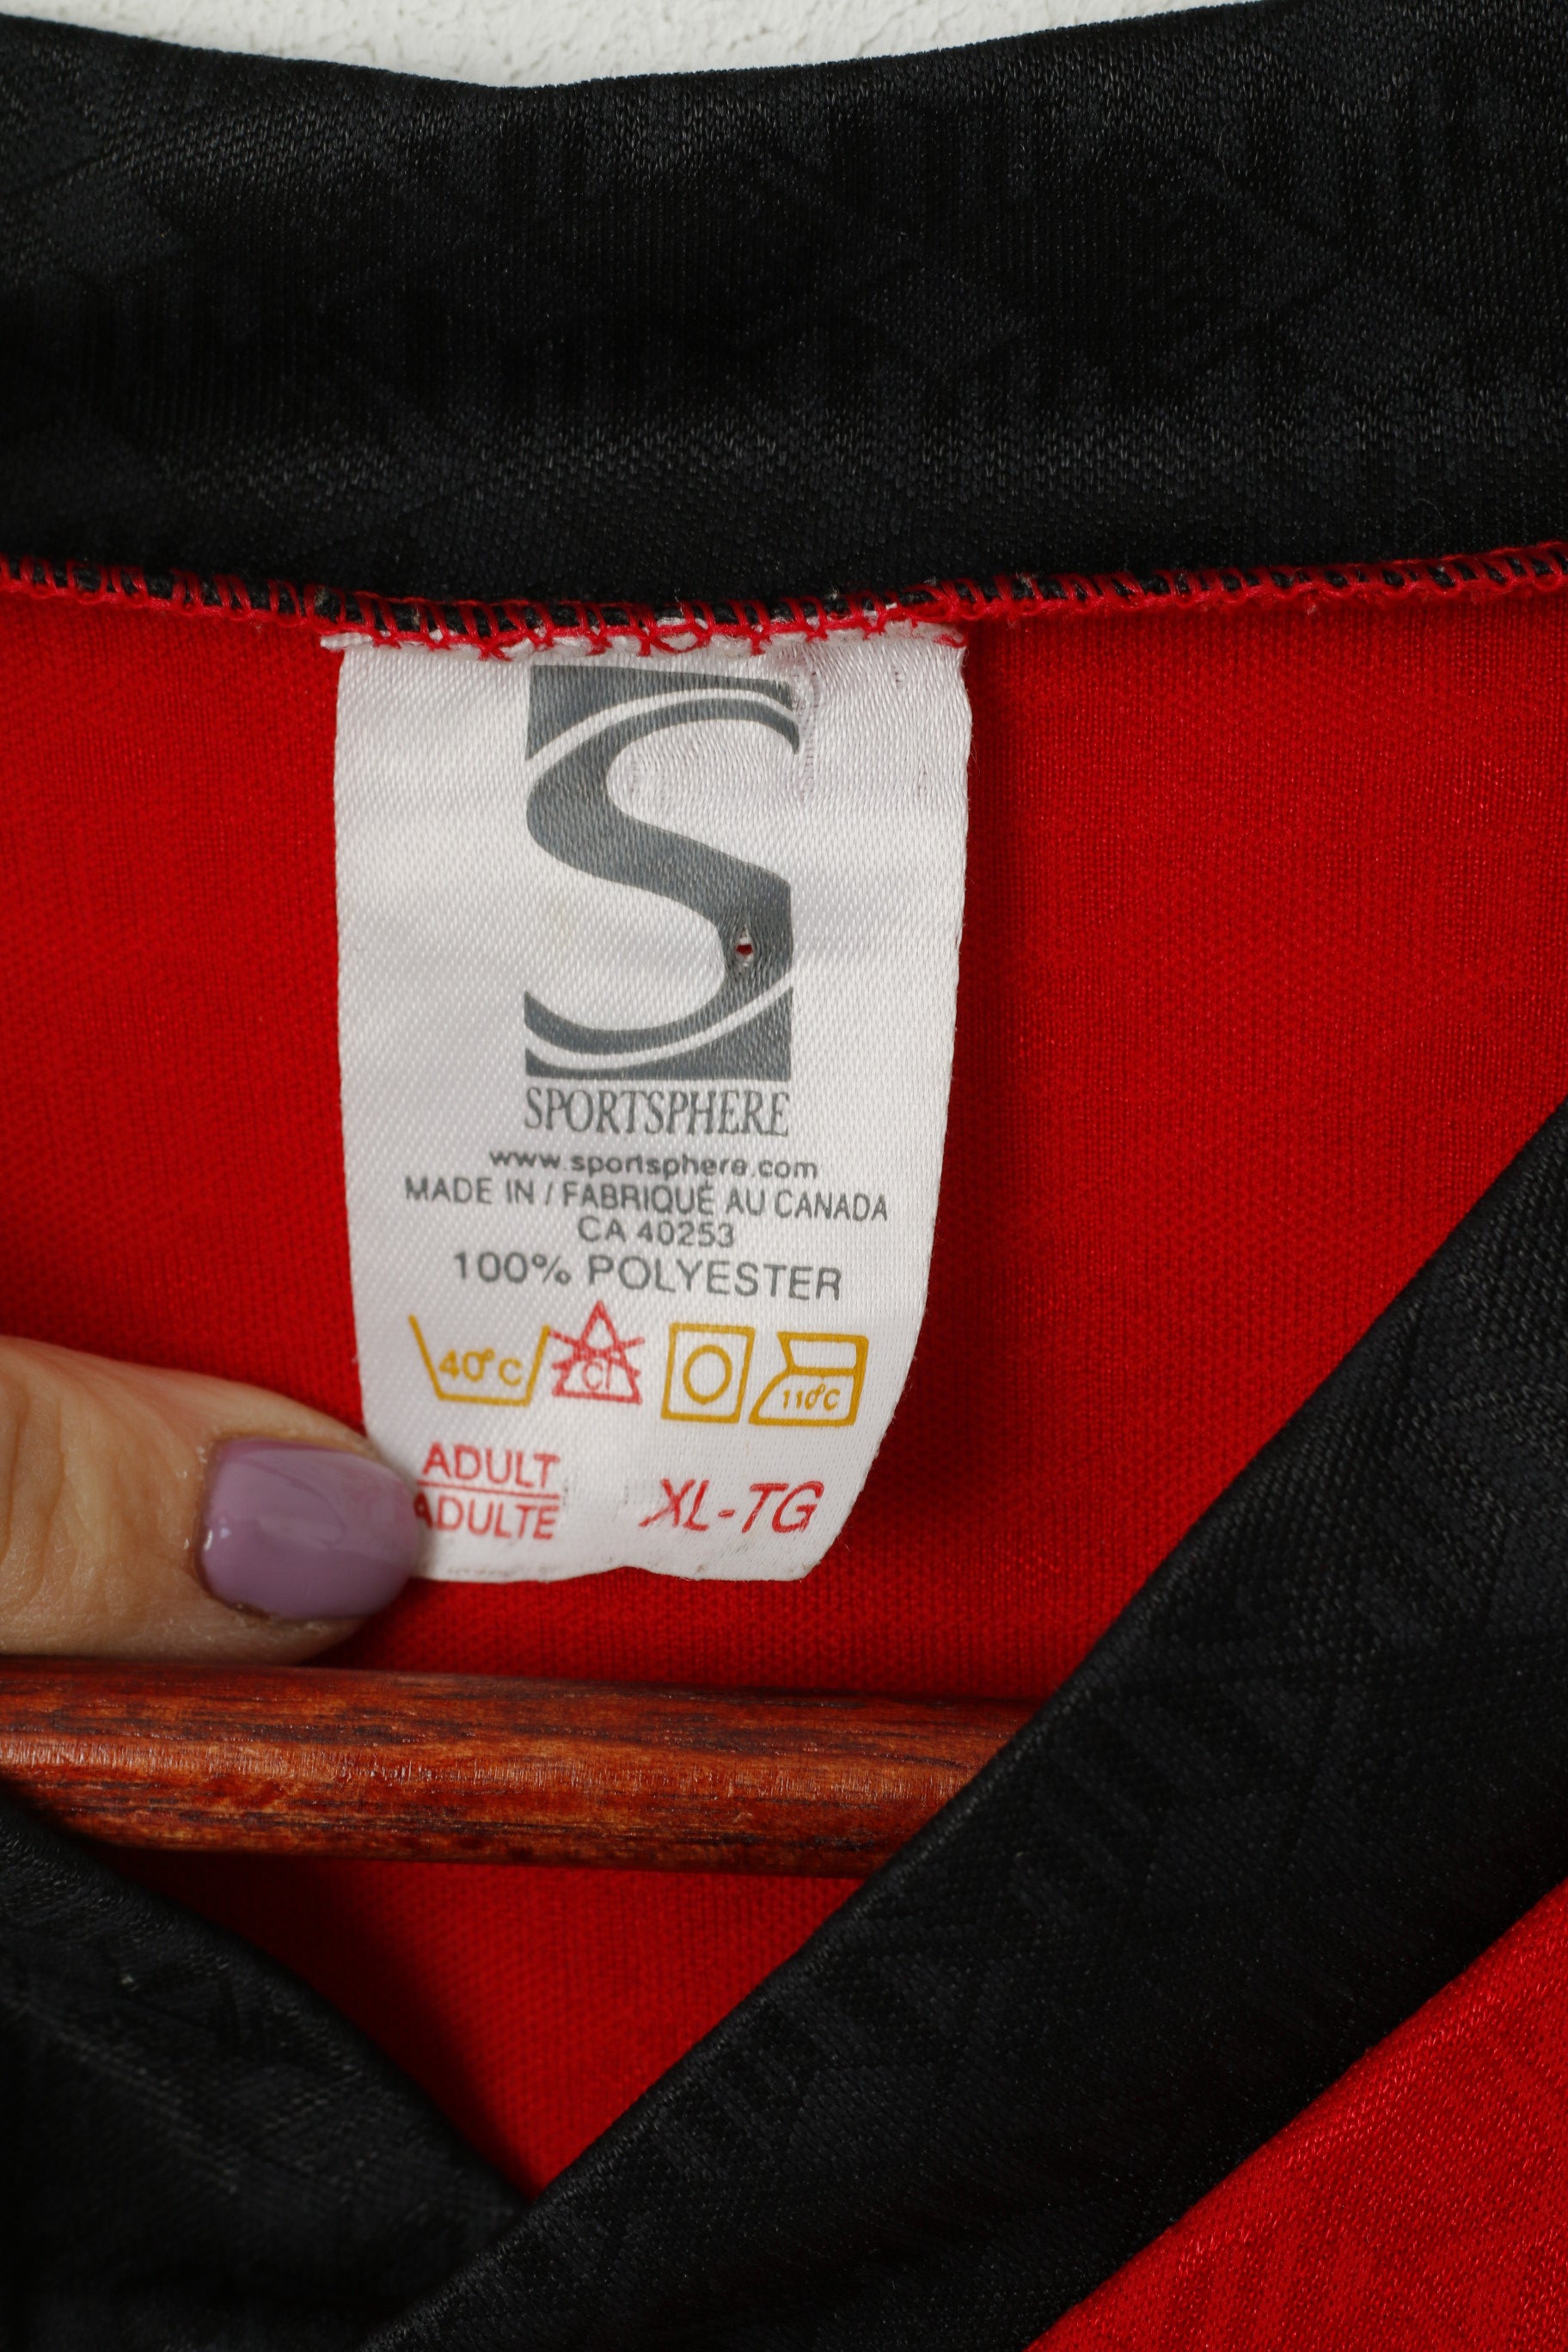 S
SPORTSPHERE
www.sportsphere.com
MADE IN / FABRIQUÉ AU CANADA
CA 40253
100% POLYESTER
40°C Cl 110°C
ADULT
ADULTE XL-TG